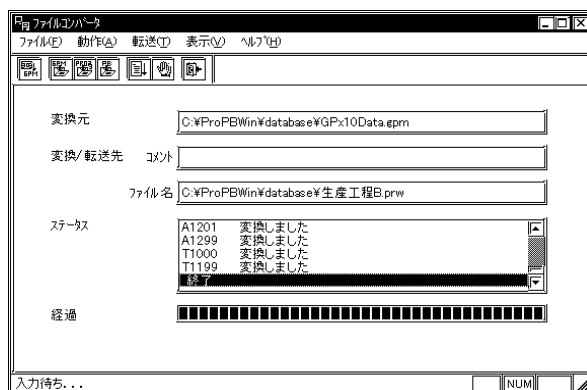 ファイルコンバータ
ファイル(F) 動作(A) 転送(T) 表示(V) ヘルプ(H)
変換元 C:¥ProPBWin¥database¥GPx10Data.gpm
変換/転送先 コメント
ファイル名 C:¥ProPBWin¥database¥生産工程B.prw
ステータス
A1201 変換しました
A1299 変換しました
T1000 変換しました
T1199 変換しました
終了
経過
入力待ち... NUM